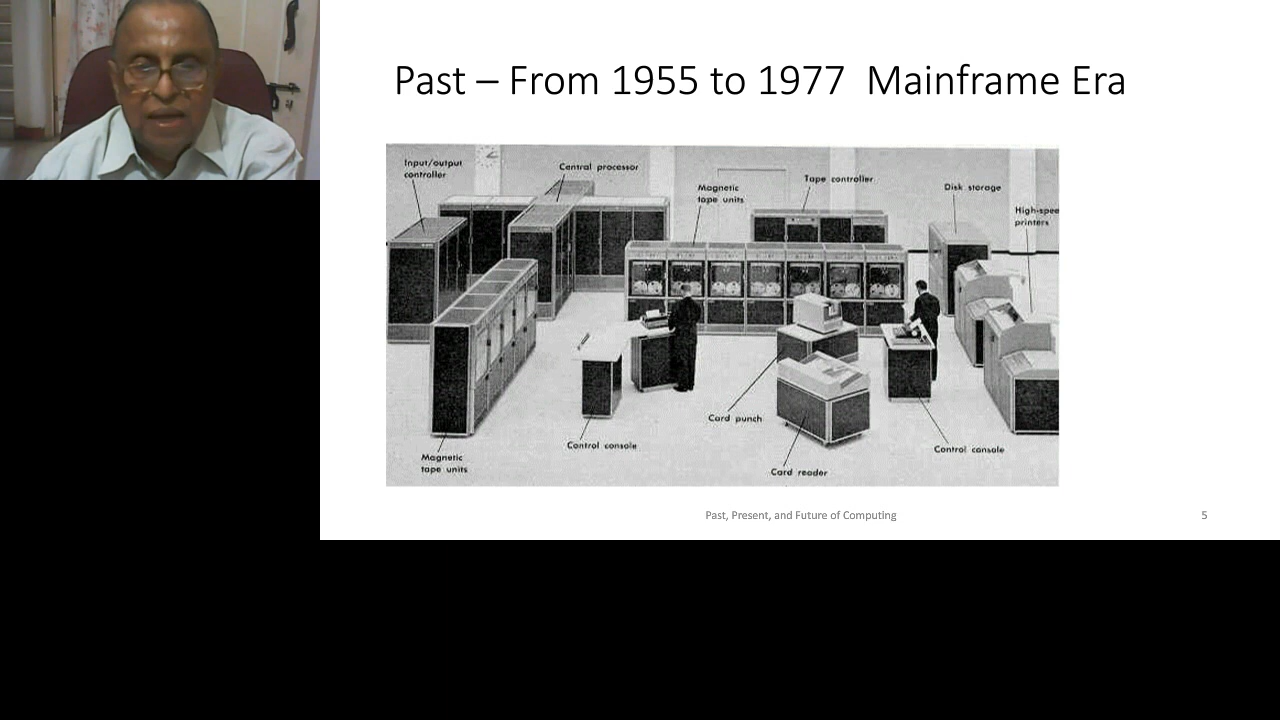 Past – From 1955 to 1977 Mainframe Era
Input/output
controller
Central processor
Magnetic
tape units
Tape controller
Disk storage
High-spee
printers
Card punch
Control console
Control console
Magnetic
tape units
Card reader
Past, Present, and Future of Computing
5